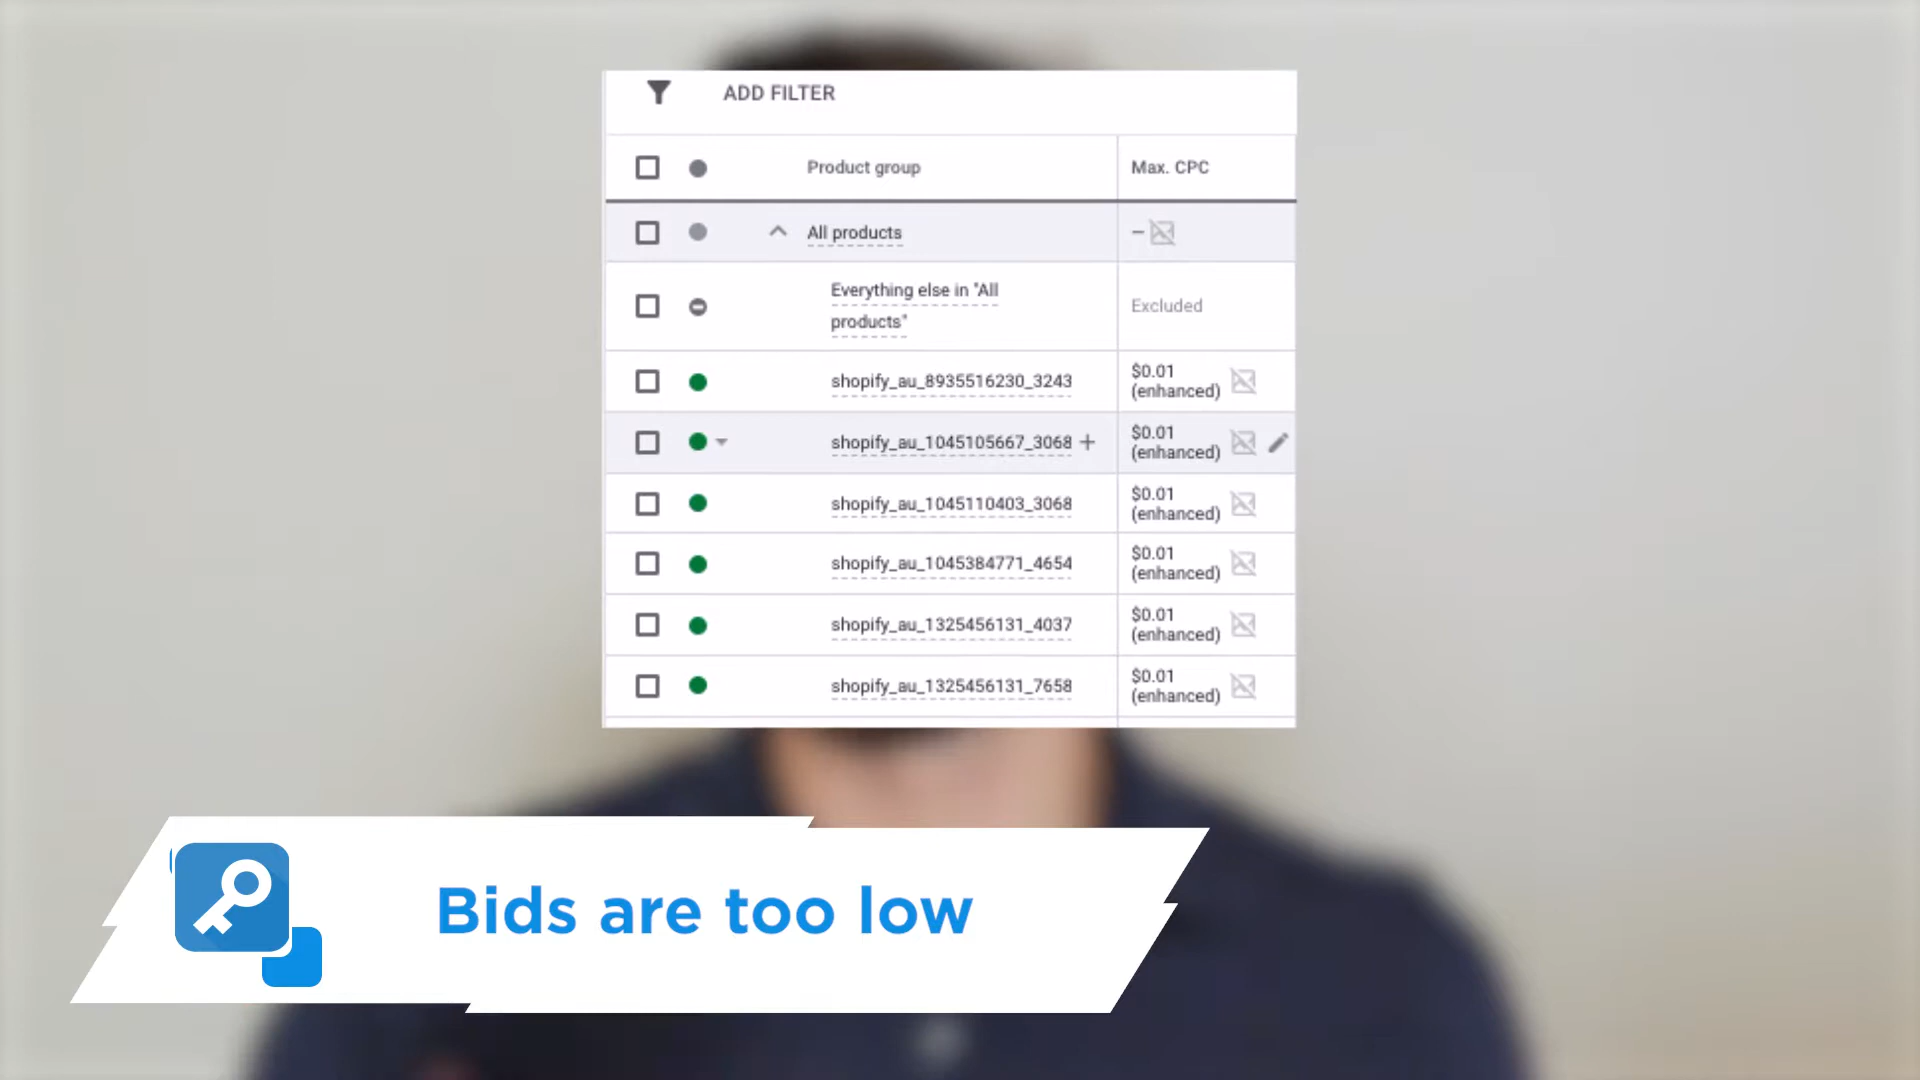 ADD FILTER
Product group
Max. CPC
All products
–
Everything else in "All
products"
Excluded
shopify_au_8935516230_3243
$0.01
(enhanced)
shopify_au_1045105667_3068
$0.01
(enhanced)
shopify_au_1045110403_3068
$0.01
(enhanced)
shopify_au_1045384771_4654
$0.01
(enhanced)
shopify_au_1325456131_4037
$0.01
(enhanced)
shopify_au_1325456131_7658
$0.01
(enhanced)
Bids are too low